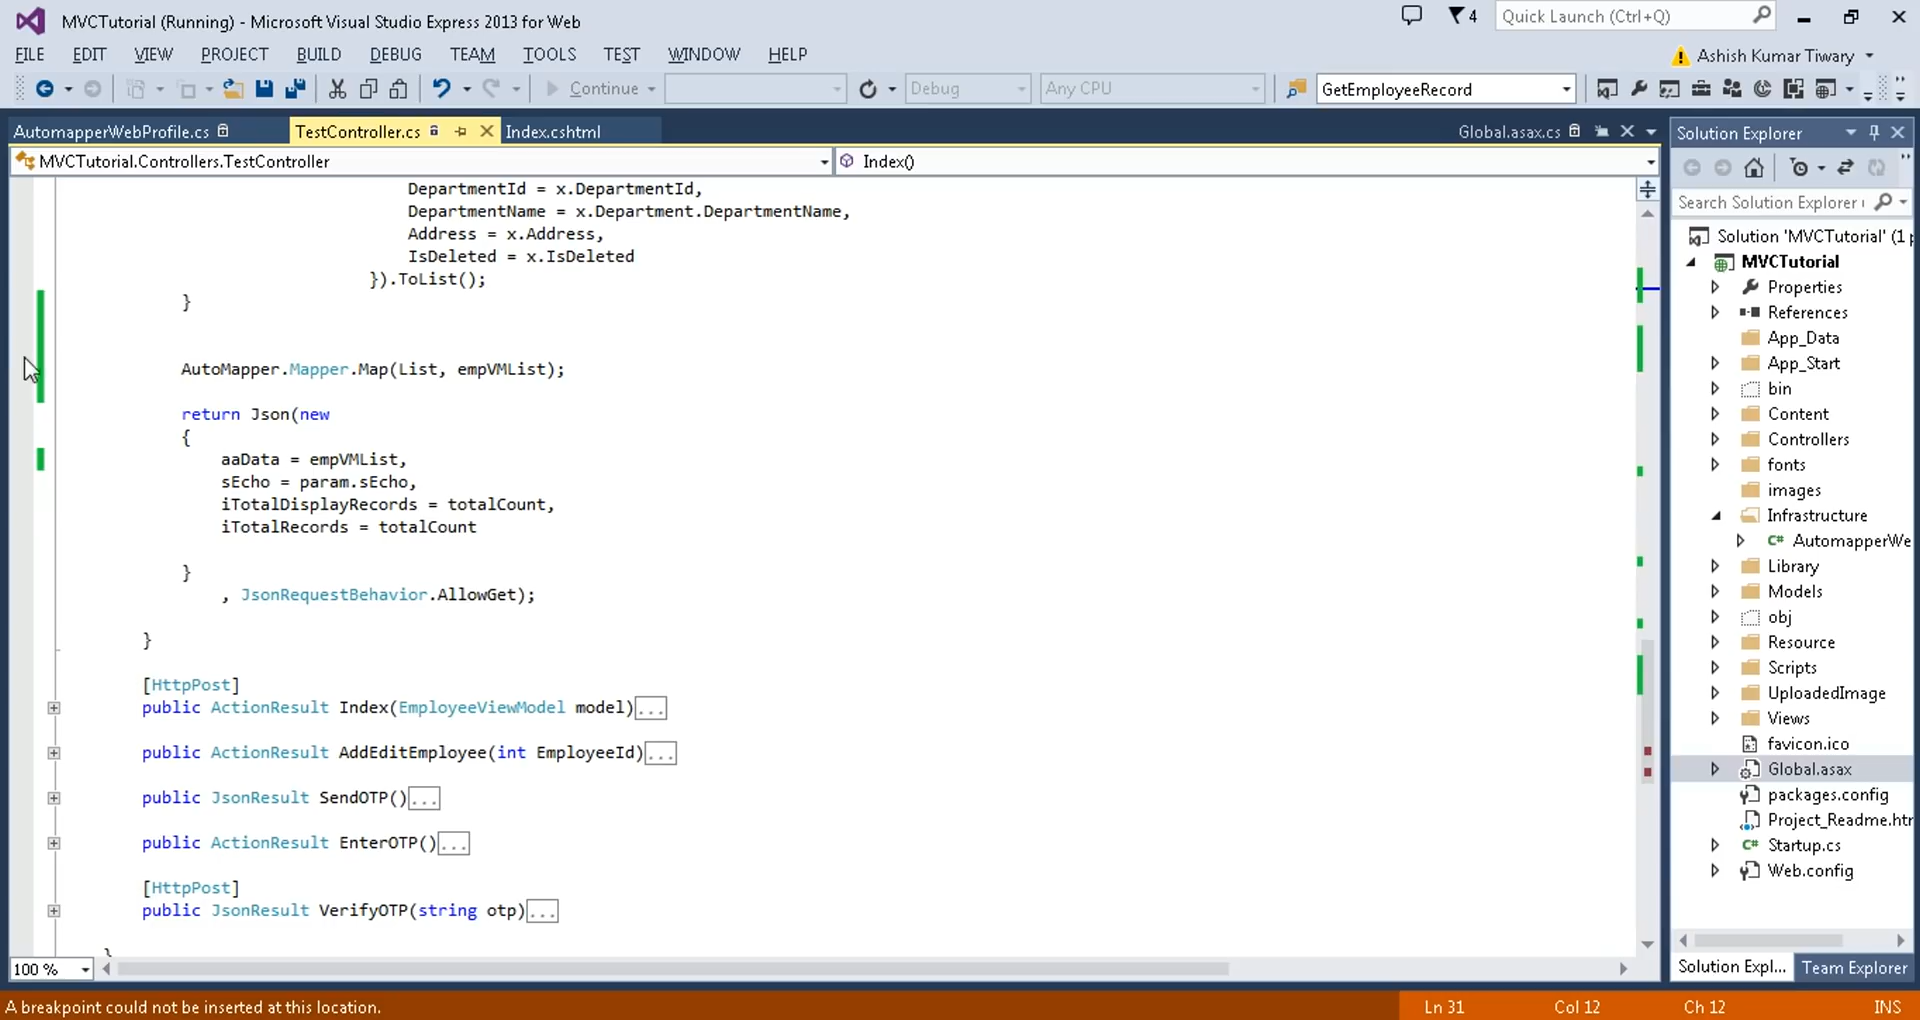 MVCTutorial (Running) - Microsoft Visual Studio Express 2013 for Web
4
Quick Launch (Ctrl+Q)
FILE EDIT VIEW PROJECT BUILD DEBUG TEAM TOOLS TEST WINDOW HELP
Ashish Kumar Tiwary
Continue
Debug
Any CPU
GetEmployeeRecord
AutomapperWebProfile.cs
TestController.cs
Index.cshtml
Global.asax.cs
MVCTutorial.Controllers.TestController
Index()
DepartmentId = x.DepartmentId,
DepartmentName = x.Department.DepartmentName,
Address = x.Address,
IsDeleted = x.IsDeleted
}).ToList();
}
AutoMapper.Mapper.Map(List, empVMList);
return Json(new
{
aaData = empVMList,
sEcho = param.sEcho,
iTotalDisplayRecords = totalCount,
iTotalRecords = totalCount
}
, JsonRequestBehavior.AllowGet);
}
[HttpPost]
public ActionResult Index(EmployeeViewModel model)...
public ActionResult AddEditEmployee(int EmployeeId)...
public JsonResult SendOTP()...
public ActionResult EnterOTP()...
[HttpPost]
public JsonResult VerifyOTP(string otp)...
}
100 %
Solution Explorer
Search Solution Explorer (
Solution 'MVCTutorial' (1 p
MVCTutorial
Properties
References
App_Data
App_Start
bin
Content
Controllers
fonts
images
Infrastructure
C# AutomapperWe
Library
Models
obj
Resource
Scripts
UploadedImage
Views
favicon.ico
Global.asax
packages.config
Project_Readme.htr
C# Startup.cs
Web.config
Solution Expl... Team Explorer
A breakpoint could not be inserted at this location.
Ln 31 Col 12 Ch 12 INS